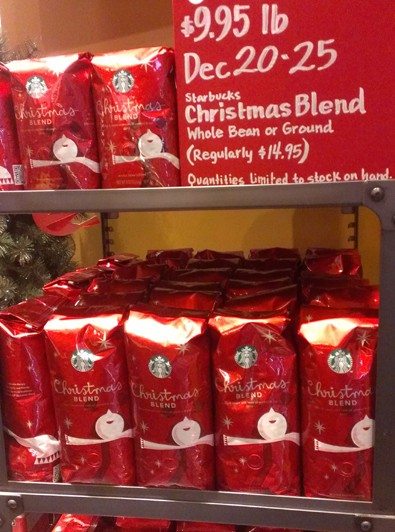 $9.95 lb
Dec 20-25
Starbucks
Christmas Blend
Whole Bean or Ground
(Regularly $14.95)
Quantities Limited to stock on hand.
Christmas
BLEND
Christmas
BLEND
Christmas
BLEND
Christmas
BLEND
Christmas
BLEND
Christmas
BLEND